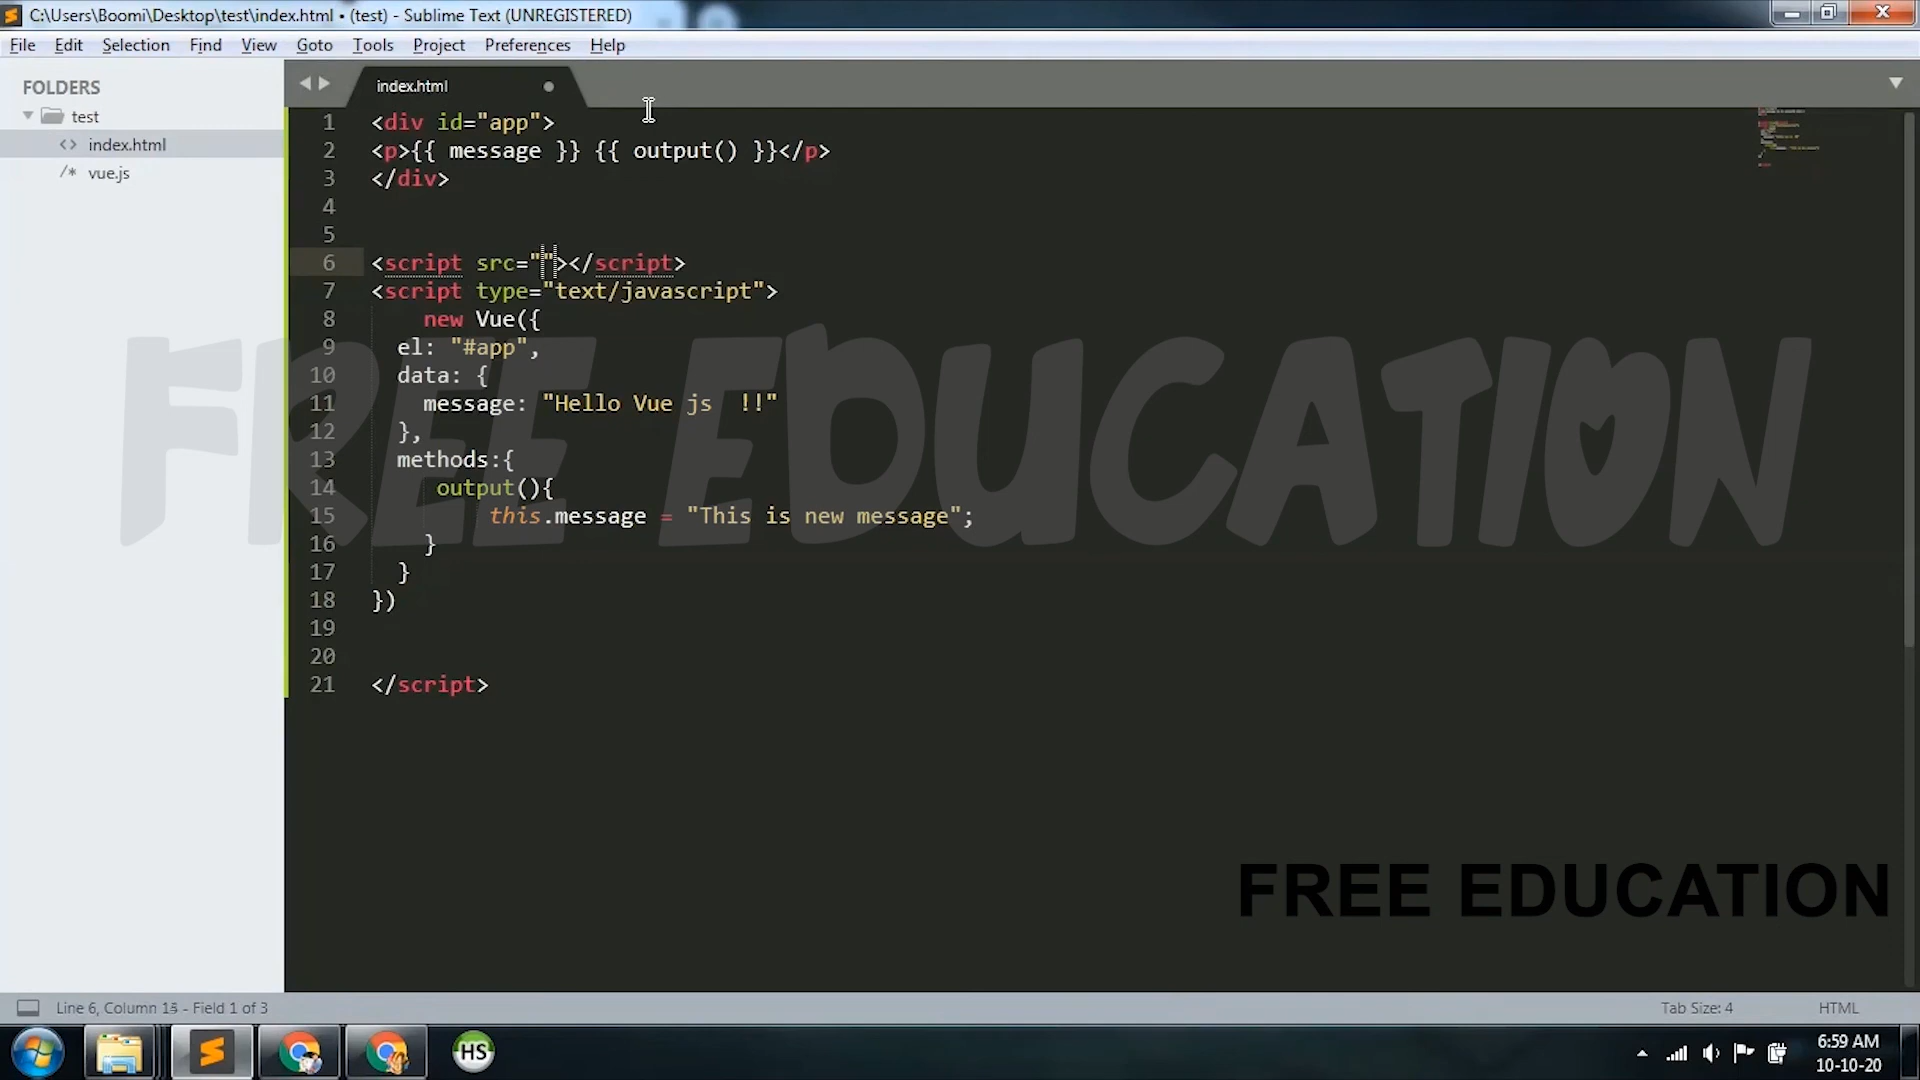 C:\Users\Boomi\Desktop\test\index.html • (test) - Sublime Text (UNREGISTERED)
File Edit Selection Find View Goto Tools Project Preferences Help
FOLDERS
test
<> index.html
/* vue.js
index.html
1 <div id="app">
2 <p>{{ message }} {{ output() }}</p>
3 </div>
4
5
6 <script src=""></script>
7 <script type="text/javascript">
8 new Vue({
9 el: "#app",
10 data: {
11 message: "Hello Vue js  !!"
12 },
13 methods:{
14 output(){
15 this.message = "This is new message";
16 }
17 }
18 })
19
20
21 </script>
FREE EDUCATION
FREE EDUCATION
Line 6, Column 14 - Field 1 of 3
Tab Size: 4
HTML
HS
6:59 AM
10-10-20